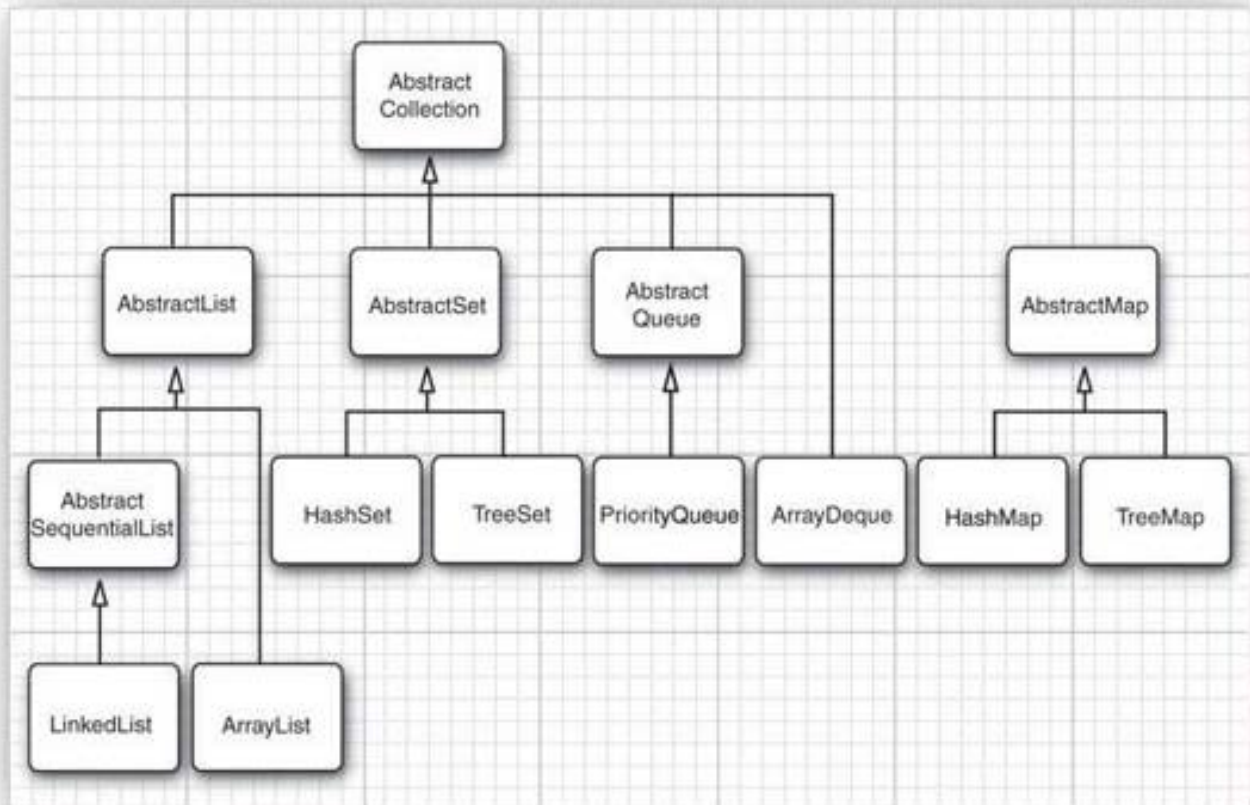 Abstract
Collection
AbstractList
AbstractSet
Abstract
Queue
AbstractMap
Abstract
SequentialList
HashSet
TreeSet
PriorityQueue
ArrayDeque
HashMap
TreeMap
LinkedList
ArrayList